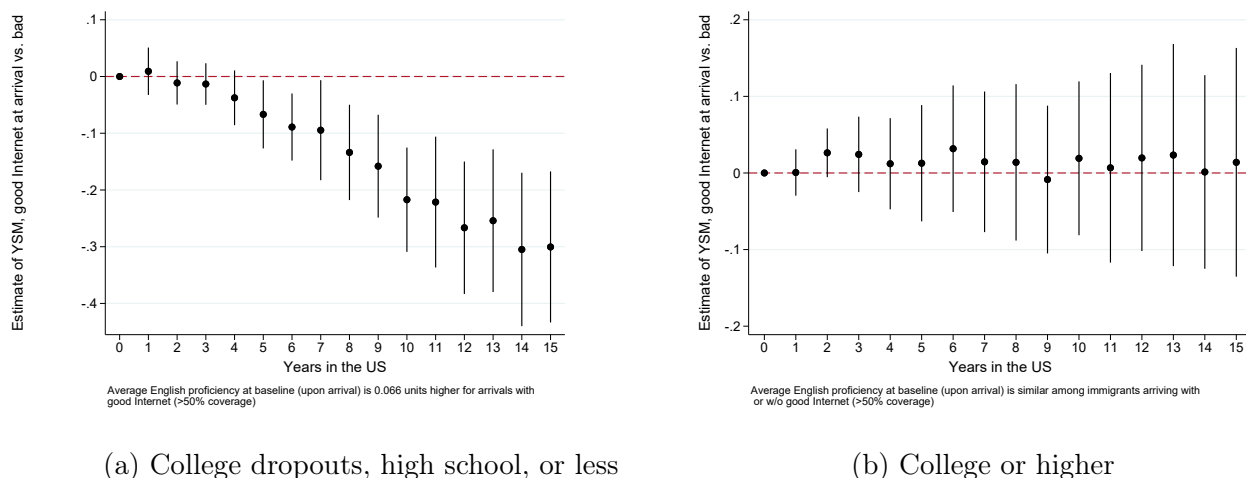 Estimate of YSM, good Internet at arrival vs. bad
.1
0
-.1
-.2
-.3
-.4
0 1 2 3 4 5 6 7 8 9 10 11 12 13 14 15
Years in the US
Average English proficiency at baseline (upon arrival) is 0.066 units higher for arrivals with
good Internet (>50% coverage)
(a) College dropouts, high school, or less
Estimate of YSM, good Internet at arrival vs. bad
.2
.1
0
-.1
-.2
0 1 2 3 4 5 6 7 8 9 10 11 12 13 14 15
Years in the US
Average English proficiency at baseline (upon arrival) is similar among immigrants arriving with
or w/o good Internet (>50% coverage)
(b) College or higher